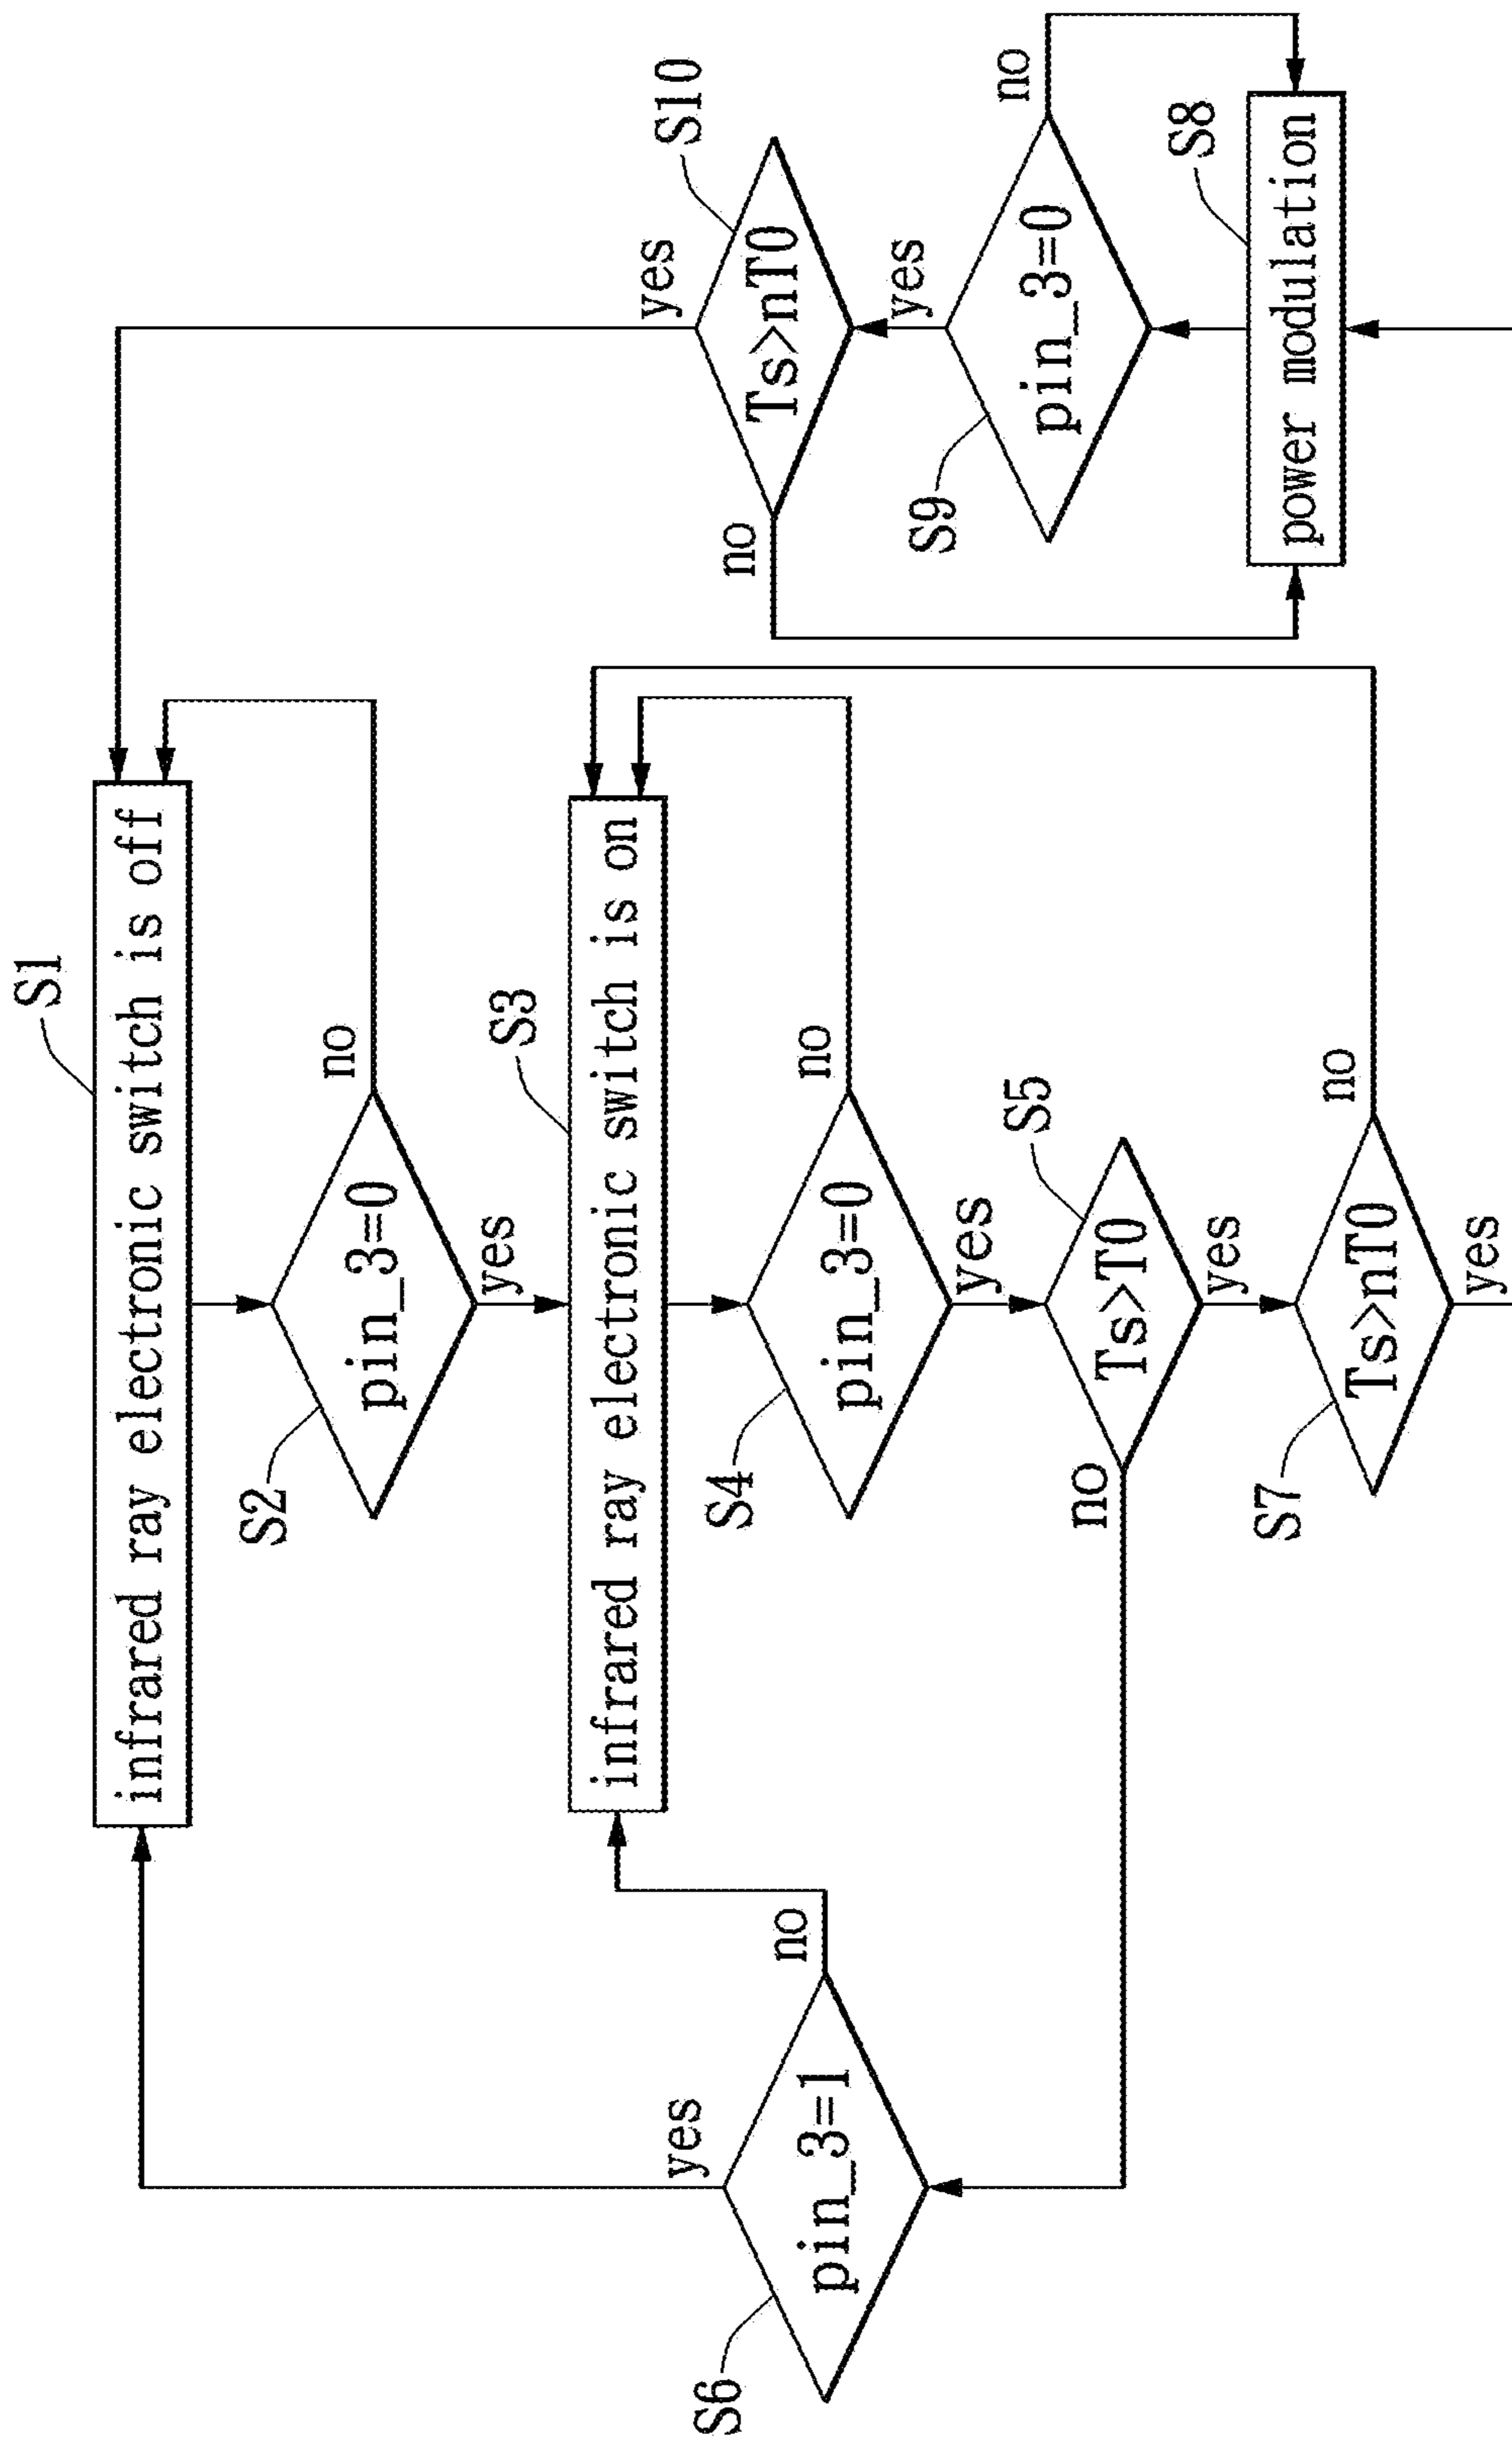 S1
infrared ray electronic switch is off
S2
pin_3=0
no
yes
S3
infrared ray electronic switch is on
S4
pin_3=0
no
yes
S5
Ts>T0
no
yes
S6
pin_3=1
yes
no
S7
Ts>nT0
no
yes
S10
Ts>nT0
yes
no
S9
pin_3=0
yes
no
S8
power modulation